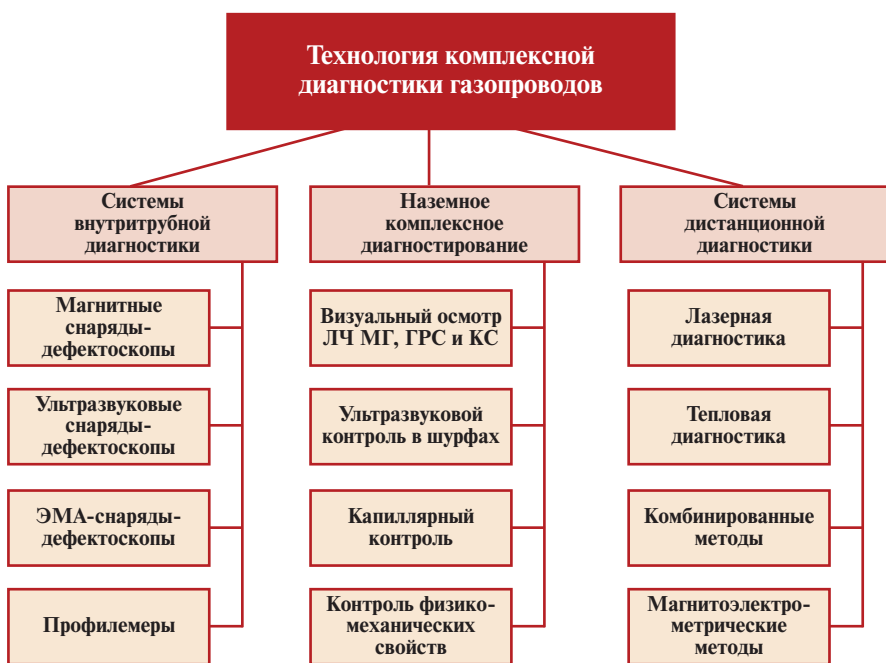 Технология комплексной
диагностики газопроводов
Системы
внутритрубной
диагностики
Магнитные
снаряды-
дефектоскопы
Ультразвуковые
снаряды-
дефектоскопы
ЭМА-снаряды-
дефектоскопы
Профилемеры
Наземное
комплексное
диагностирование
Визуальный осмотр
ЛЧ МГ, ГРС и КС
Ультразвуковой
контроль в шурфах
Капиллярный
контроль
Контроль физико-
механических
свойств
Системы
дистанционной
диагностики
Лазерная
диагностика
Тепловая
диагностика
Комбинированные
методы
Магнитоэлектро-
метрические
методы